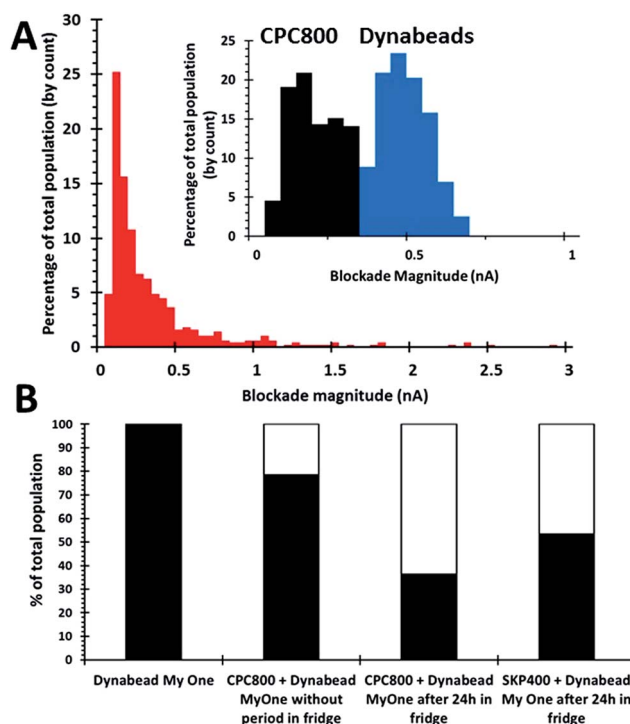 A
30
25
20
15
10
5
0
Percentage of total population (by count)
0
0.5
1
1.5
2
2.5
3
Blockade magnitude (nA)
CPC800
Dynabeads
25
20
15
10
5
0
Percentage of total population
(by count)
0
0.5
1
Blockade Magnitude (nA)
B
100
90
80
70
60
50
40
30
20
10
0
% of total population
Dynabead My One
CPC800 + Dynabead
MyOne without
period in fridge
CPC800 + Dynabead
MyOne after 24h in
fridge
SKP400 + Dynabead
My One after 24h in
fridge